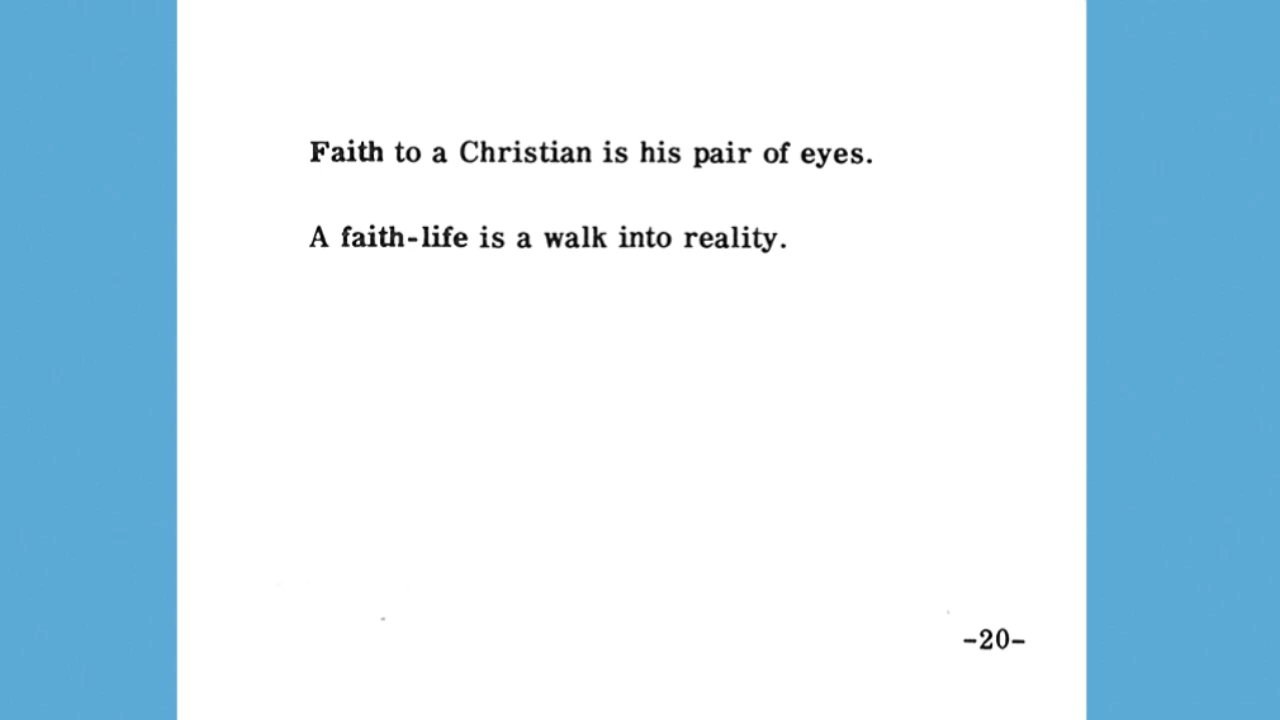 Faith to a Christian is his pair of eyes.
A faith-life is a walk into reality.
-20-